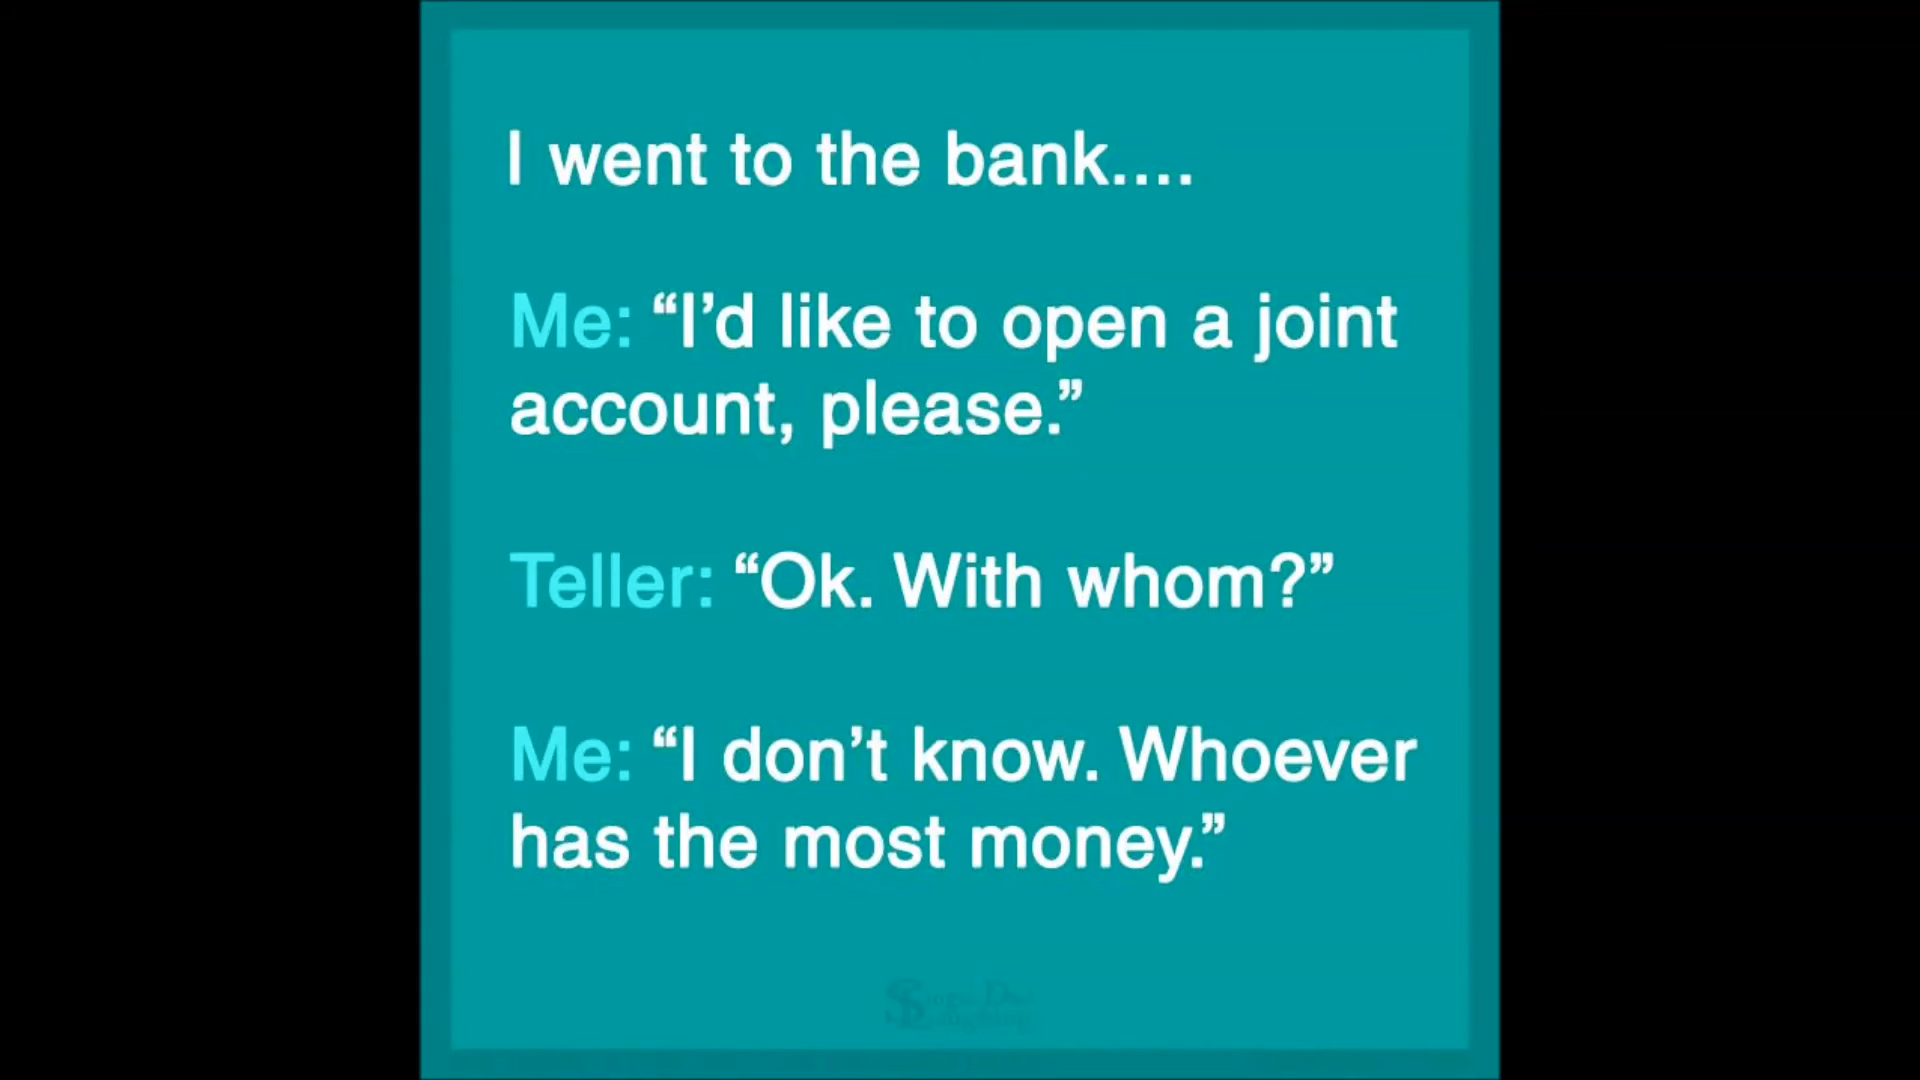 I went to the bank....
Me: “I’d like to open a joint
account, please.”
Teller: “Ok. With whom?”
Me: “I don’t know. Whoever
has the most money.”